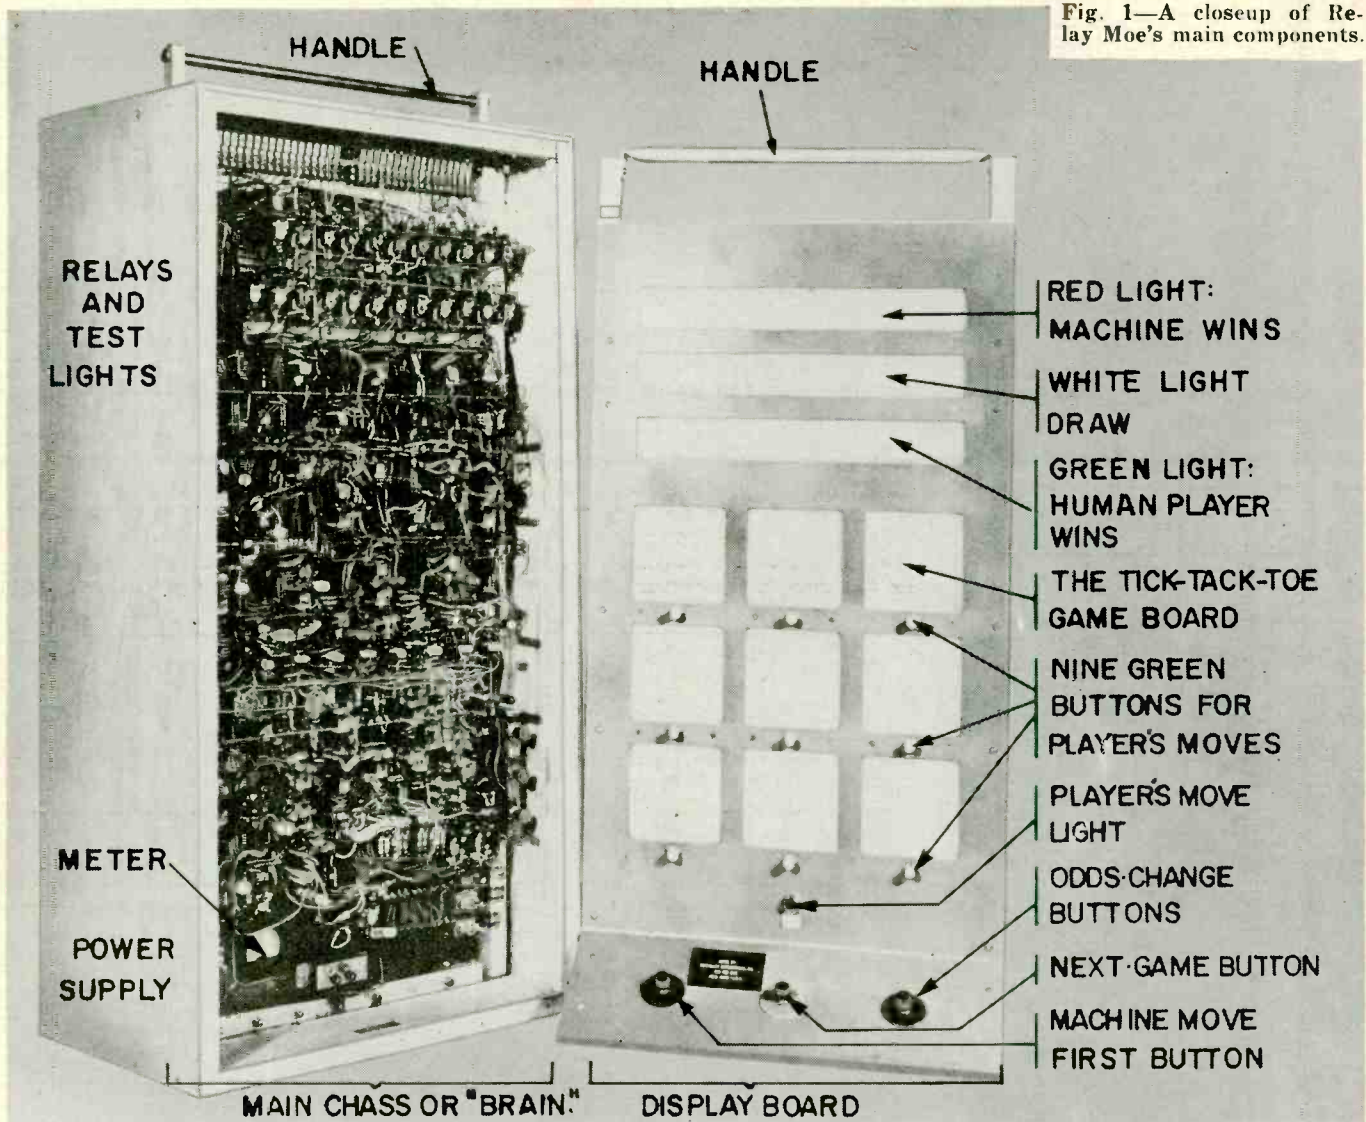 Fig. 1—A closeup of Re-
lay Moe's main components.
HANDLE
HANDLE
RELAYS
AND
TEST
LIGHTS
METER
POWER
SUPPLY
RED LIGHT:
MACHINE WINS
WHITE LIGHT
DRAW
GREEN LIGHT:
HUMAN PLAYER
WINS
THE TICK-TACK-TOE
GAME BOARD
NINE GREEN
BUTTONS FOR
PLAYER'S MOVES
PLAYER'S MOVE
LIGHT
ODDS-CHANGE
BUTTONS
NEXT-GAME BUTTON
MACHINE MOVE
FIRST BUTTON
MAIN CHASS OR "BRAIN."
DISPLAY BOARD